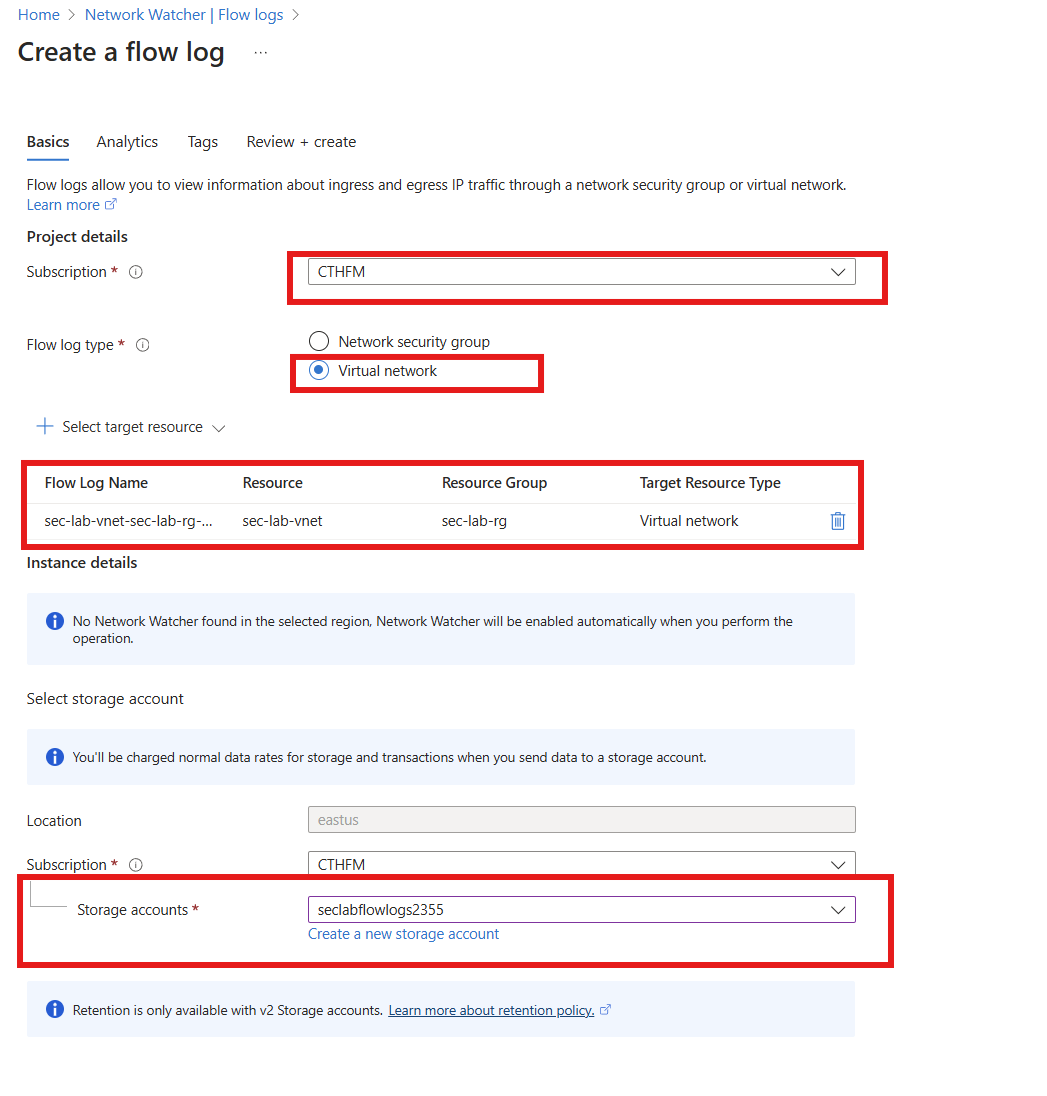 Home > Network Watcher | Flow logs >
Create a flow log ...
Basics Analytics Tags Review + create
Flow logs allow you to view information about ingress and egress IP traffic through a network security group or virtual network.
Learn more
Project details
Subscription * CTHFM
Flow log type * Network security group
Virtual network
Select target resource
Flow Log Name Resource Resource Group Target Resource Type
sec-lab-vnet-sec-lab-rg-... sec-lab-vnet sec-lab-rg Virtual network
Instance details
No Network Watcher found in the selected region, Network Watcher will be enabled automatically when you perform the
operation.
Select storage account
You'll be charged normal data rates for storage and transactions when you send data to a storage account.
Location eastus
Subscription * CTHFM
Storage accounts * seclabflowlogs2355
Create a new storage account
Retention is only available with v2 Storage accounts. Learn more about retention policy.